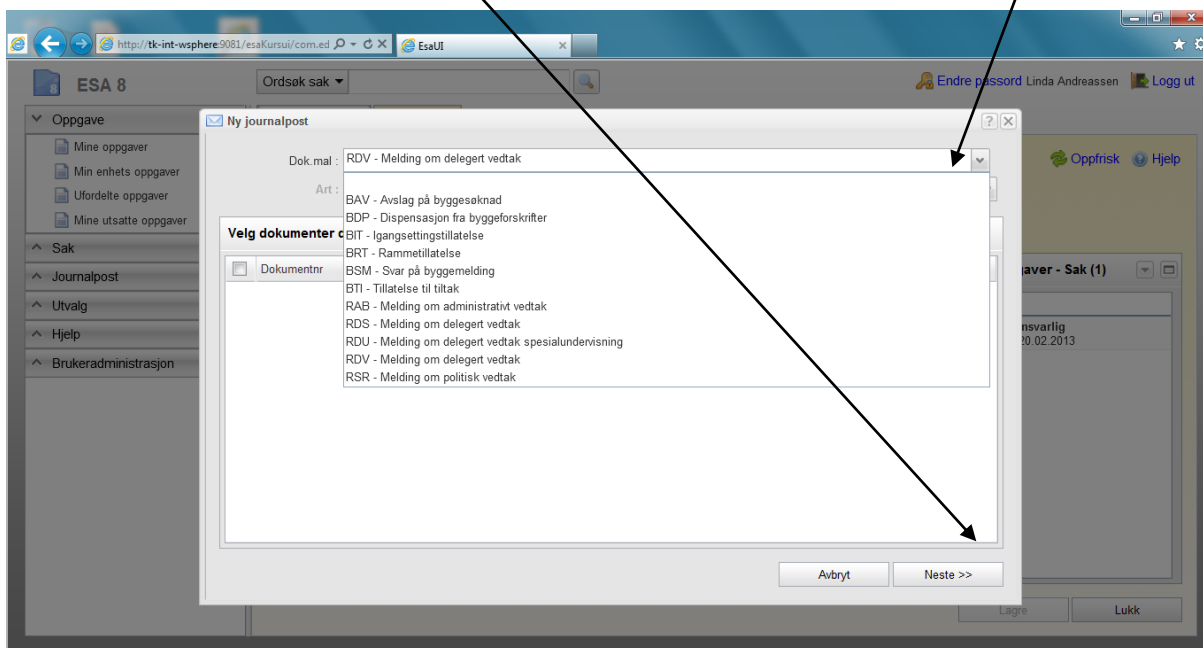 http://tk-int-wsphere:9081/esaKursui/com.ed
EsaUI
ESA 8
Ordsøk sak
Endre passord Linda Andreassen Logg ut
Oppgave
Mine oppgaver
Min enhets oppgaver
Ufordelte oppgaver
Mine utsatte oppgaver
Sak
Journalpost
Utvalg
Hjelp
Brukeradministrasjon
Oppfrisk Hjelp
Ny journalpost
Dok.mal : RDV - Melding om delegert vedtak
Art :
BAV - Avslag på byggesøknad
BDP - Dispensasjon fra byggeforskrifter
BIT - Igangsettingstillatelse
BRT - Rammetillatelse
BSM - Svar på byggemelding
BTI - Tillatelse til tiltak
RAB - Melding om administrativt vedtak
RDS - Melding om delegert vedtak
RDU - Melding om delegert vedtak spesialundervisning
RDV - Melding om delegert vedtak
RSR - Melding om politisk vedtak
Velg dokumenter
Dokumentnr
aver - Sak (1)
nsvarlig
20.02.2013
Avbryt Neste >>
Lagre Lukk